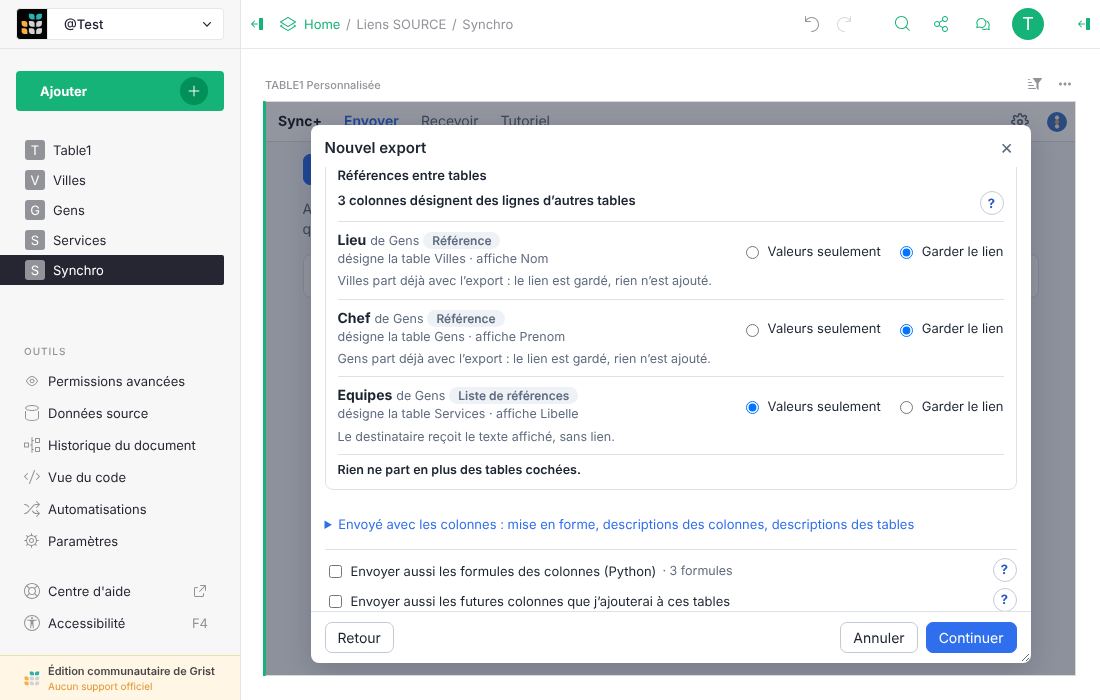 @Test
Ajouter
T Table1
V Villes
G Gens
S Services
S Synchro
OUTILS
Permissions avancées
Données source
Historique du document
Vue du code
Automatisations
Paramètres
Centre d'aide
Accessibilité F4
Édition communautaire de Grist
Aucun support officiel
Home / Liens SOURCE / Synchro
T
TABLE1 Personnalisée
Sync+ Envoyer Recevoir Tutoriel
Nouvel export
Références entre tables
3 colonnes désignent des lignes d’autres tables
?
Lieu de Gens Référence
désigne la table Villes · affiche Nom
Valeurs seulement Garder le lien
Villes part déjà avec l’export : le lien est gardé, rien n’est ajouté.
Chef de Gens Référence
désigne la table Gens · affiche Prenom
Valeurs seulement Garder le lien
Gens part déjà avec l’export : le lien est gardé, rien n’est ajouté.
Equipes de Gens Liste de références
désigne la table Services · affiche Libelle
Valeurs seulement Garder le lien
Le destinataire reçoit le texte affiché, sans lien.
Rien ne part en plus des tables cochées.
Envoyé avec les colonnes : mise en forme, descriptions des colonnes, descriptions des tables
Envoyer aussi les formules des colonnes (Python) · 3 formules ?
Envoyer aussi les futures colonnes que j’ajouterai à ces tables ?
Retour Annuler Continuer